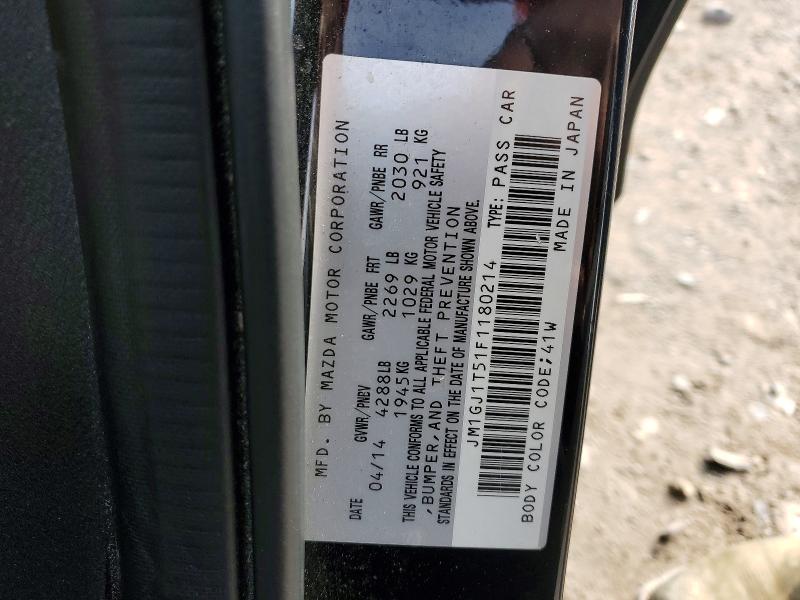 MFD. BY MAZDA MOTOR CORPORATION
DATE GVWR/PNBV GAWR/PNBE FRT GAWR/PNBE RR
04/14 4288LB 2269 LB 2030 LB
1945KG 1029 KG 921 KG
THIS VEHICLE CONFORMS TO ALL APPLICABLE FEDERAL MOTOR VEHICLE SAFETY
,BUMPER,AND THEFT PREVENTION
STANDARDS IN EFFECT ON THE DATE OF MANUFACTURE SHOWN ABOVE.
JM1GJ1T51F1180214 TYPE: PASS CAR
BODY COLOR CODE;41W MADE IN JAPAN